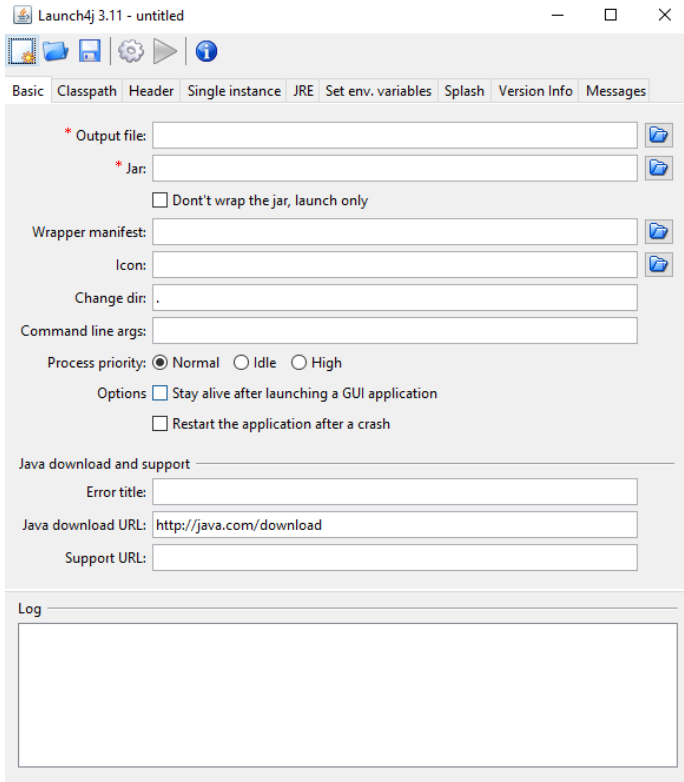 Launch4j 3.11 - untitled
Basic Classpath Header Single instance JRE Set env. variables Splash Version Info Messages
* Output file:
* Jar:
Dont't wrap the jar, launch only
Wrapper manifest:
Icon:
Change dir: .
Command line args:
Process priority: Normal Idle High
Options Stay alive after launching a GUI application
Restart the application after a crash
Java download and support
Error title:
Java download URL: http://java.com/download
Support URL:
Log